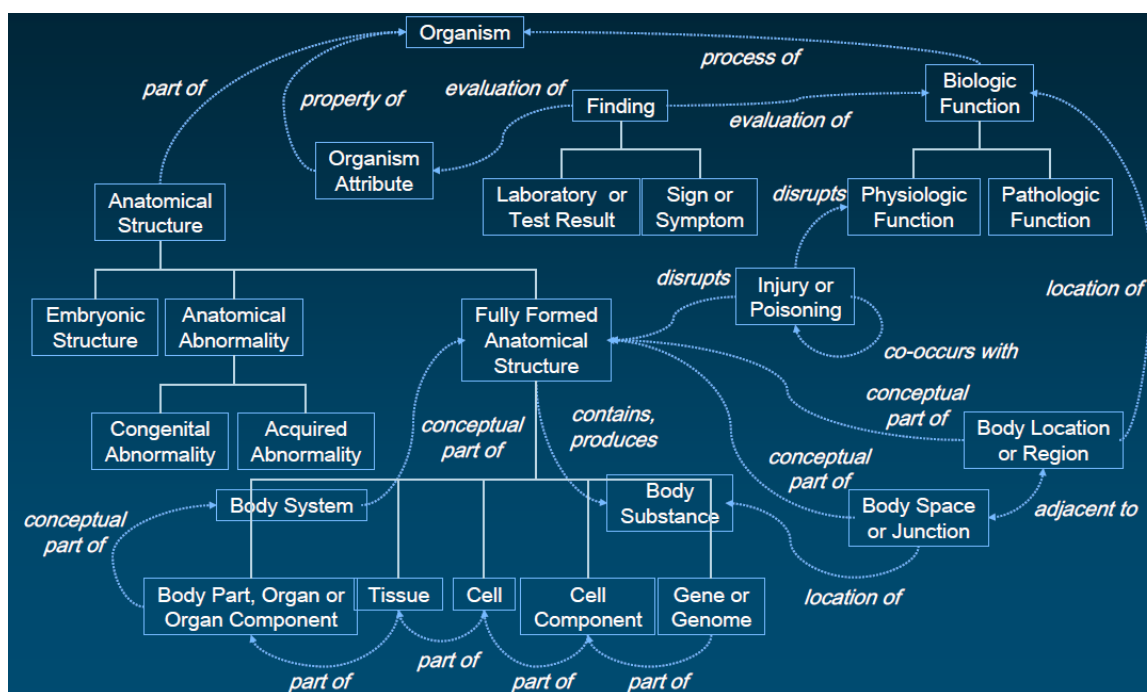 Organism
process of
part of
property of
evaluation of
Finding
evaluation of
Biologic
Function
Organism
Attribute
Laboratory or
Test Result
Sign or
Symptom
disrupts
Physiologic
Function
Pathologic
Function
Anatomical
Structure
disrupts
Injury or
Poisoning
location of
Embryonic
Structure
Anatomical
Abnormality
Fully Formed
Anatomical
Structure
co-occurs with
conceptual
part of
Congenital
Abnormality
Acquired
Abnormality
conceptual
part of
contains,
produces
Body Location
or Region
conceptual
part of
Body System
Body
Substance
Body Space
or Junction
adjacent to
conceptual
part of
Body Part, Organ or
Organ Component
Tissue
Cell
Cell
Component
Gene or
Genome
location of
part of
part of
part of
part of